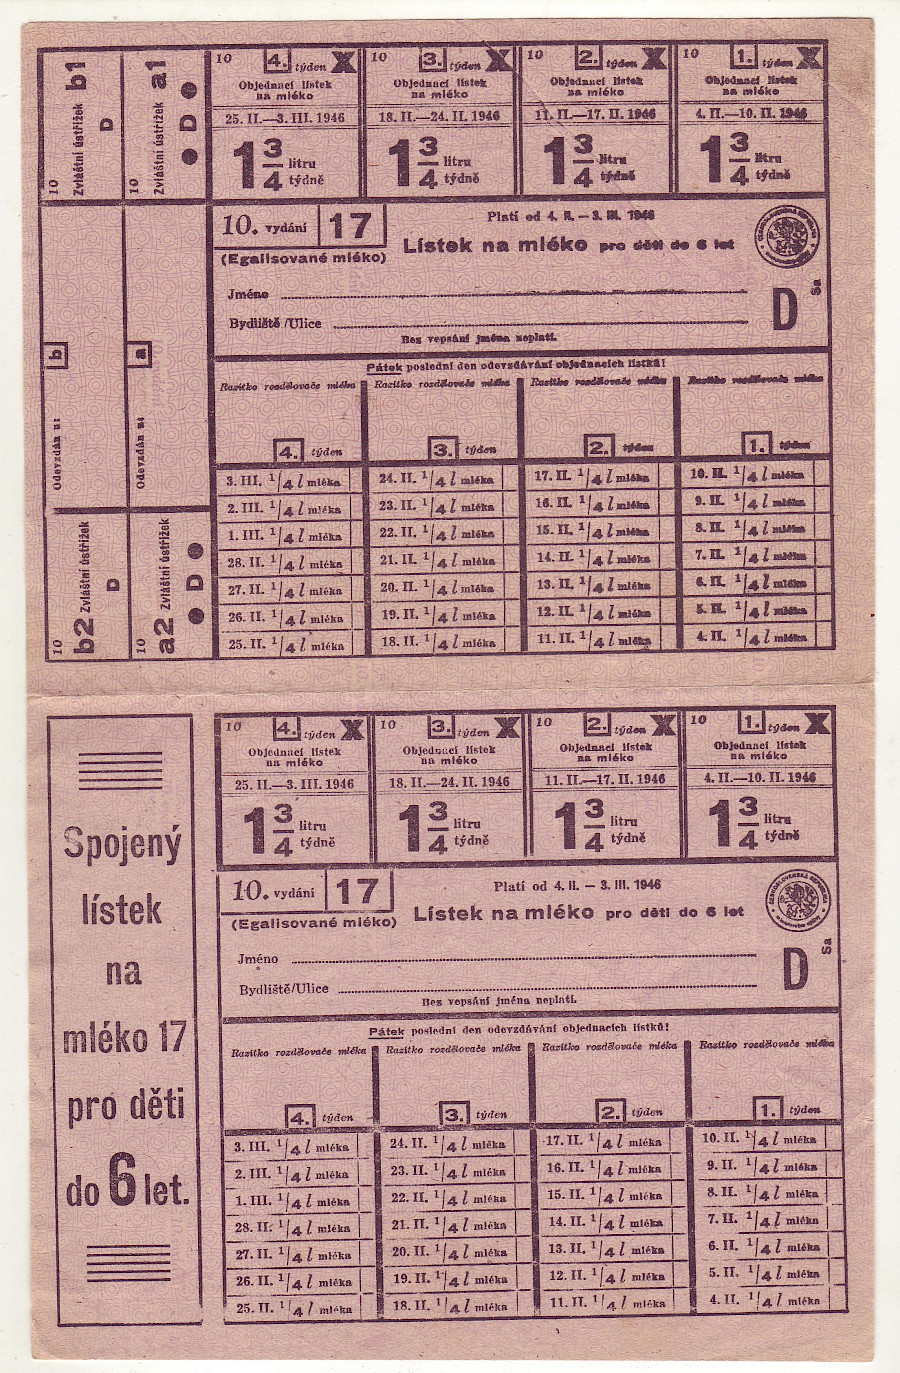 10 Zvláštní ústřižek b1
D
10 Zvláštní ústřižek a1
D
10 4. týden X
Objednací lístek
na mléko
25. II.—3. III. 1946
1 3/4 litru
týdně
10 3. týden X
Objednací lístek
na mléko
18. II.—24. II. 1946
1 3/4 litru
týdně
10 2. týden X
Objednací lístek
na mléko
11. II.—17. II. 1946
1 3/4 litru
týdně
10 1. týden X
Objednací lístek
na mléko
4. II.—10. II. 1946
1 3/4 litru
týdně
Odevzdán u: b
Odevzdán u: a
10. vydání 17
(Egalisované mléko)
Platí od 4. II. — 3. III. 1946
Lístek na mléko pro děti do 6 let
Jméno
Bydliště/Ulice
Bez vepsání jména neplatí.
D
Sa
Pátek poslední den odevzdávání objednacích lístků!
Razítko rozdělovače mléka Razítko rozdělovače mléka Razítko rozdělovače mléka Razítko rozdělovače mléka
4. týden 3. týden 2. týden 1. týden
3. III. 1/4 l mléka 24. II. 1/4 l mléka 17. II. 1/4 l mléka 10. II. 1/4 l mléka
2. III. 1/4 l mléka 23. II. 1/4 l mléka 16. II. 1/4 l mléka 9. II. 1/4 l mléka
1. III. 1/4 l mléka 22. II. 1/4 l mléka 15. II. 1/4 l mléka 8. II. 1/4 l mléka
28. II. 1/4 l mléka 21. II. 1/4 l mléka 14. II. 1/4 l mléka 7. II. 1/4 l mléka
27. II. 1/4 l mléka 20. II. 1/4 l mléka 13. II. 1/4 l mléka 6. II. 1/4 l mléka
26. II. 1/4 l mléka 19. II. 1/4 l mléka 12. II. 1/4 l mléka 5. II. 1/4 l mléka
25. II. 1/4 l mléka 18. II. 1/4 l mléka 11. II. 1/4 l mléka 4. II. 1/4 l mléka
10 b2 Zvláštní ústřižek
D
10 a2 Zvláštní ústřižek
D
Spojený
lístek
na
mléko 17
pro děti
do 6 let.
10 4. týden X
Objednací lístek
na mléko
25. II.—3. III. 1946
1 3/4 litru
týdně
10 3. týden X
Objednací lístek
na mléko
18. II.—24. II. 1946
1 3/4 litru
týdně
10 2. týden X
Objednací lístek
na mléko
11. II.—17. II. 1946
1 3/4 litru
týdně
10 1. týden X
Objednací lístek
na mléko
4. II.—10. II. 1946
1 3/4 litru
týdně
10. vydání 17
(Egalisované mléko)
Platí od 4. II. — 3. III. 1946
Lístek na mléko pro děti do 6 let
ČESKOSLOVENSKÁ REPUBLIKA
Jméno
Bydliště/Ulice
Bez vepsání jména neplatí.
D
Sa
Pátek poslední den odevzdávání objednacích lístků!
Razítko rozdělovače mléka Razítko rozdělovače mléka Razítko rozdělovače mléka Razítko rozdělovače mléka
4. týden 3. týden 2. týden 1. týden
3. III. 1/4 l mléka 24. II. 1/4 l mléka 17. II. 1/4 l mléka 10. II. 1/4 l mléka
2. III. 1/4 l mléka 23. II. 1/4 l mléka 16. II. 1/4 l mléka 9. II. 1/4 l mléka
1. III. 1/4 l mléka 22. II. 1/4 l mléka 15. II. 1/4 l mléka 8. II. 1/4 l mléka
28. II. 1/4 l mléka 21. II. 1/4 l mléka 14. II. 1/4 l mléka 7. II. 1/4 l mléka
27. II. 1/4 l mléka 20. II. 1/4 l mléka 13. II. 1/4 l mléka 6. II. 1/4 l mléka
26. II. 1/4 l mléka 19. II. 1/4 l mléka 12. II. 1/4 l mléka 5. II. 1/4 l mléka
25. II. 1/4 l mléka 18. II. 1/4 l mléka 11. II. 1/4 l mléka 4. II. 1/4 l mléka